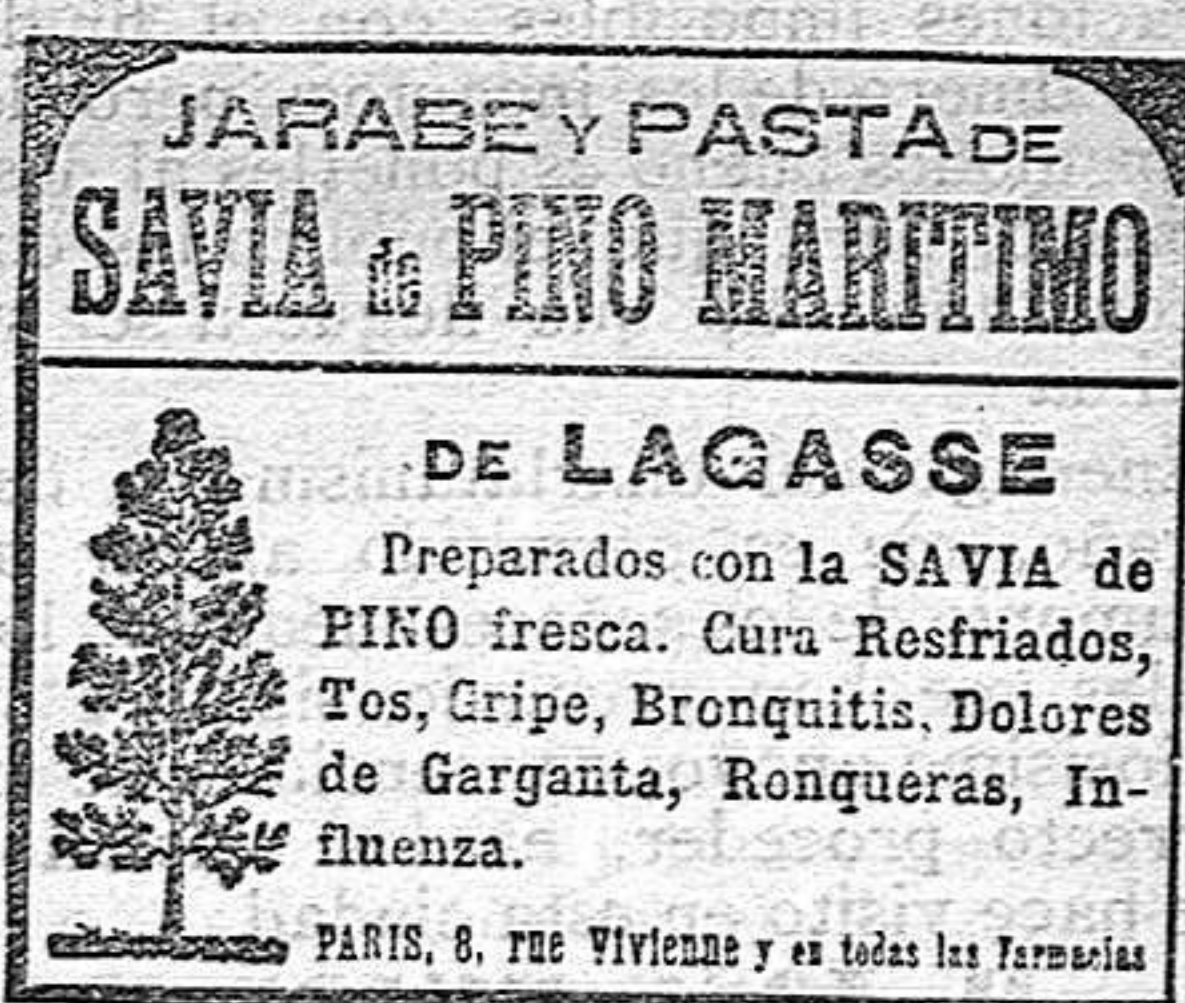 JARABE Y PASTA DE
SAVIA de PINO MARITIMO
DE LAGASSE
Preparados con la SAVIA de
PINO fresca. Cura Resfriados,
Tos, Gripe, Bronquitis, Dolores
de Garganta, Ronqueras, In-
fluenza.
PARIS, 8, rue Vivienne y en todas las Farmacias